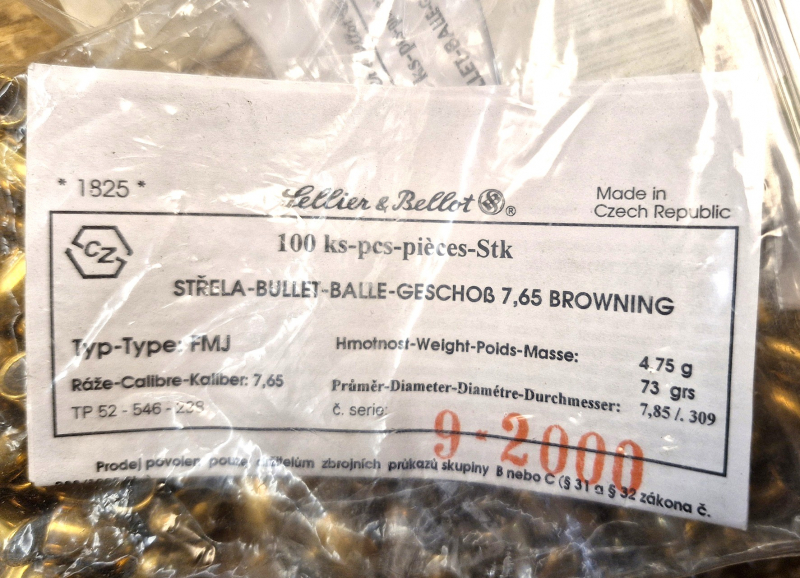 * 1825 *
Sellier & Bellot SB ®
Made in
Czech Republic
CZ
100 ks-pcs-pièces-Stk
STŘELA-BULLET-BALLE-GESCHOß 7,65 BROWNING
Typ-Type: FMJ
Hmotnost-Weight-Poids-Masse: 4,75 g
73 grs
Ráže-Calibre-Kaliber: 7,65
Průměr-Diameter-Diamétre-Durchmesser: 7,85 /. 309
TP 52 - 546 - 238
č. serie: 9 - 2000
Prodej povolen pouze držitelům zbrojních průkazů skupiny B nebo C (§ 31 a § 32 zákona č.